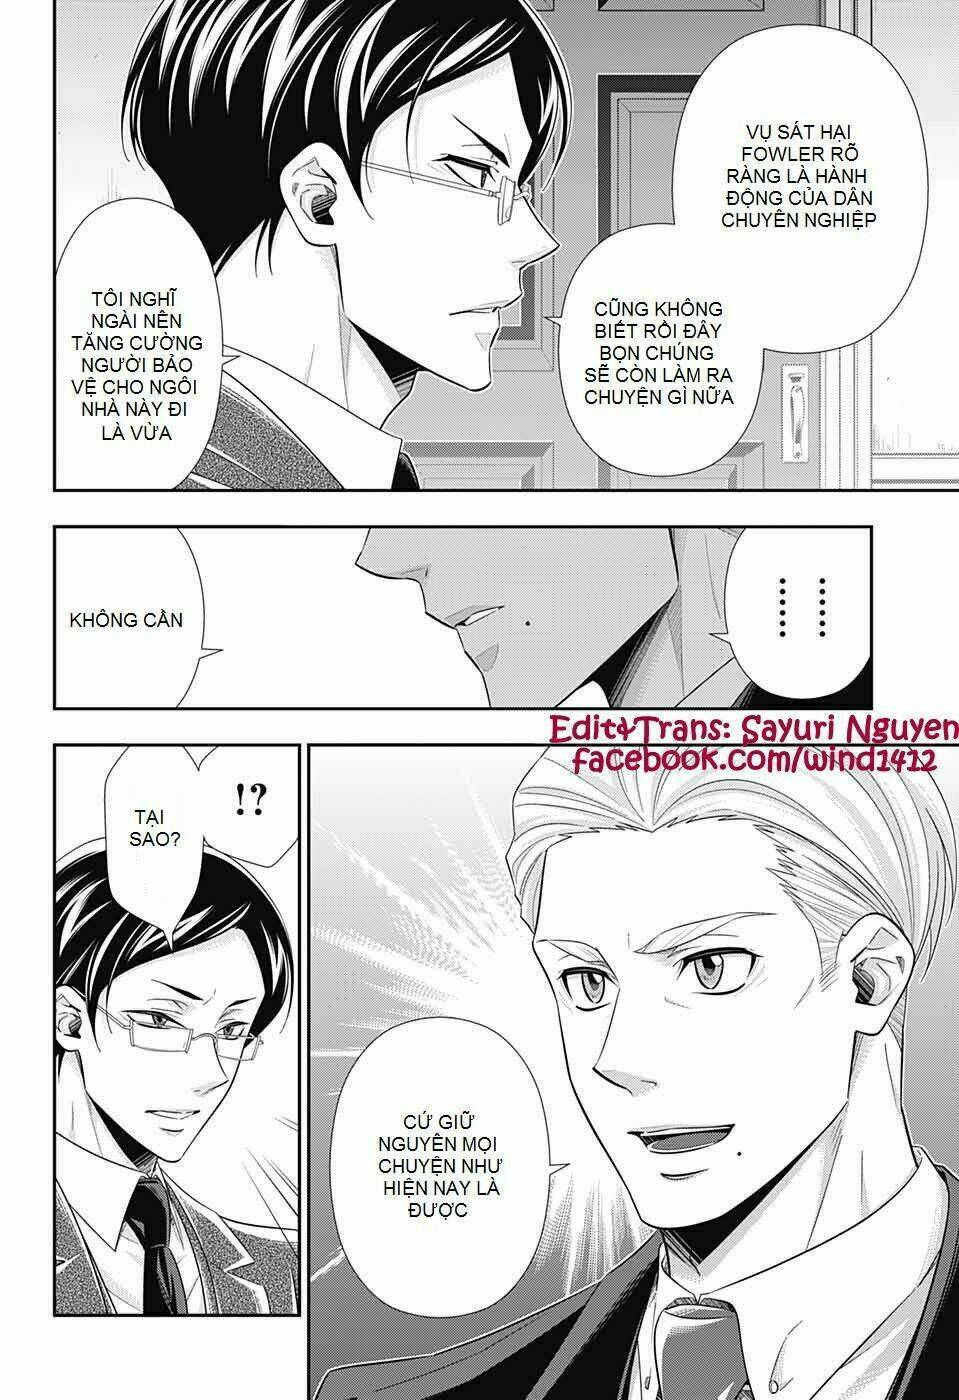 VỤ SÁT HẠI
FOWLER RÕ
RÀNG LÀ HÀNH
ĐỘNG CỦA DÂN
CHUYÊN NGHIỆP
CŨNG KHÔNG
BIẾT RỒI ĐÂY
BỌN CHÚNG
SẼ CÒN LÀM RA
CHUYỆN GÌ NỮA
TÔI NGHĨ
NGÀI NÊN
TĂNG CƯỜNG
NGƯỜI BẢO
VỆ CHO NGÔI
NHÀ NÀY ĐI
LÀ VỪA
⋮⋮
KHÔNG CẦN
Edit&Trans: Sayuri Nguyen
facebook.com/wind1412
CỨ GIỮ
NGUYÊN MỌI
CHUYỆN NHƯ
HIỆN NAY LÀ
ĐƯỢC
!?
TẠI
SAO?